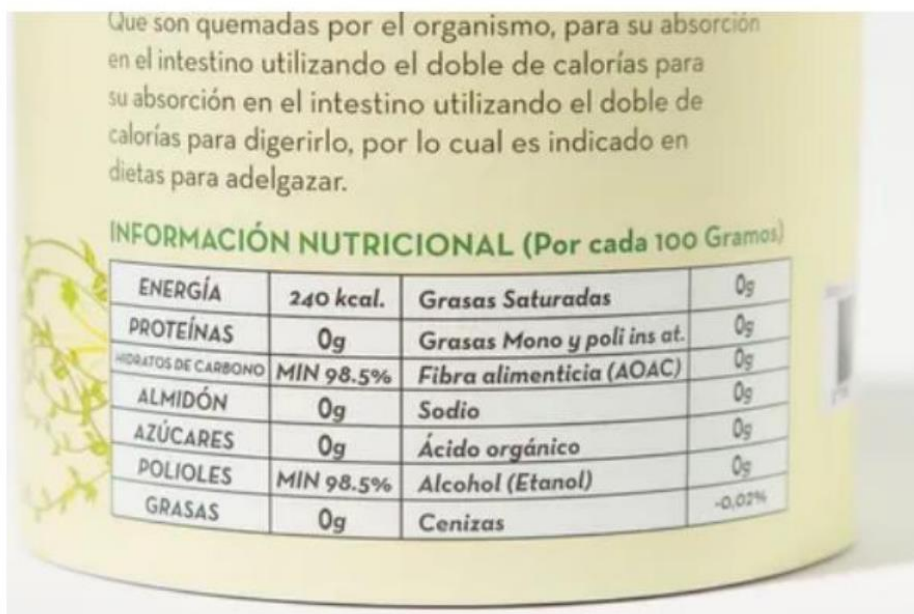 Que son quemadas por el organismo, para su absorción
en el intestino utilizando el doble de calorías para
su absorción en el intestino utilizando el doble de
calorías para digerirlo, por lo cual es indicado en
dietas para adelgazar.
INFORMACIÓN NUTRICIONAL (Por cada 100 Gramos)
ENERGÍA 240 kcal. Grasas Saturadas 0g
PROTEÍNAS 0g Grasas Mono y poli ins at. 0g
HIDRATOS DE CARBONO MIN 98.5% Fibra alimenticia (AOAC) 0g
ALMIDÓN 0g Sodio 0g
AZÚCARES 0g Ácido orgánico 0g
POLIOLES MIN 98.5% Alcohol (Etanol) 0g
GRASAS 0g Cenizas -0,02%